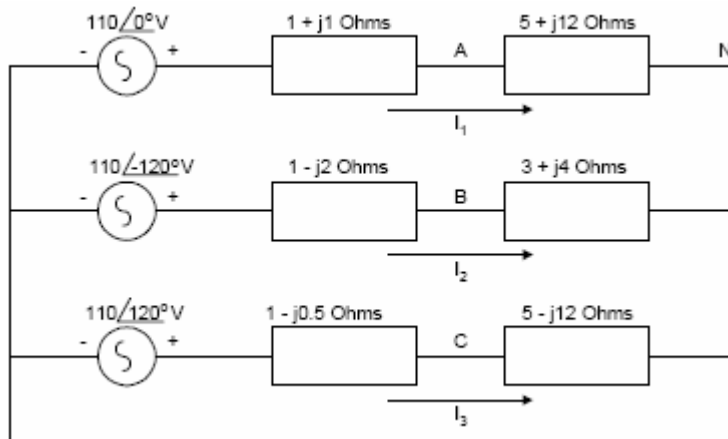 110/0°V 1 + j1 Ohms 5 + j12 Ohms
- + A N
I1
110/-120°V 1 - j2 Ohms 3 + j4 Ohms
- + B
I2
110/120°V 1 - j0.5 Ohms 5 - j12 Ohms
- + C
I3